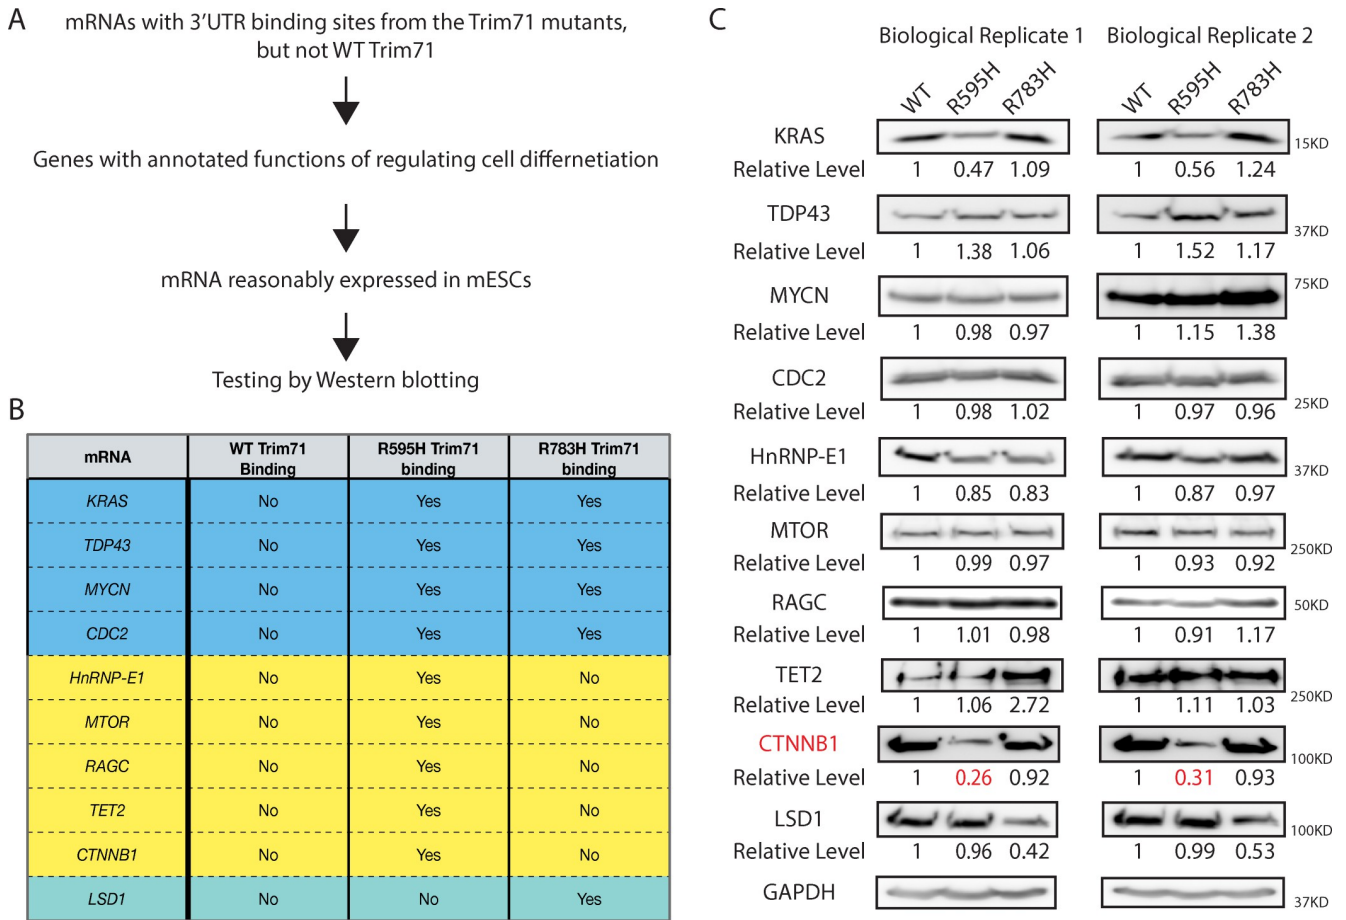 A
mRNAs with 3’UTR binding sites from the Trim71 mutants,
but not WT Trim71
Genes with annotated functions of regulating cell differnetiation
mRNA reasonably expressed in mESCs
Testing by Western blotting
B
mRNA WT Trim71 Binding R595H Trim71 binding R783H Trim71 binding
KRAS No Yes Yes
TDP43 No Yes Yes
MYCN No Yes Yes
CDC2 No Yes Yes
HnRNP-E1 No Yes No
MTOR No Yes No
RAGC No Yes No
TET2 No Yes No
CTNNB1 No Yes No
LSD1 No No Yes
C
Biological Replicate 1 Biological Replicate 2
WT R595H R783H WT R595H R783H
KRAS 15KD
Relative Level 1 0.47 1.09 1 0.56 1.24
TDP43 37KD
Relative Level 1 1.38 1.06 1 1.52 1.17
MYCN 75KD
Relative Level 1 0.98 0.97 1 1.15 1.38
CDC2 25KD
Relative Level 1 0.98 1.02 1 0.97 0.96
HnRNP-E1 37KD
Relative Level 1 0.85 0.83 1 0.87 0.97
MTOR 250KD
Relative Level 1 0.99 0.97 1 0.93 0.92
RAGC 50KD
Relative Level 1 1.01 0.98 1 0.91 1.17
TET2 250KD
Relative Level 1 1.06 2.72 1 1.11 1.03
CTNNB1 100KD
Relative Level 1 0.26 0.92 1 0.31 0.93
LSD1 100KD
Relative Level 1 0.96 0.42 1 0.99 0.53
GAPDH 37KD